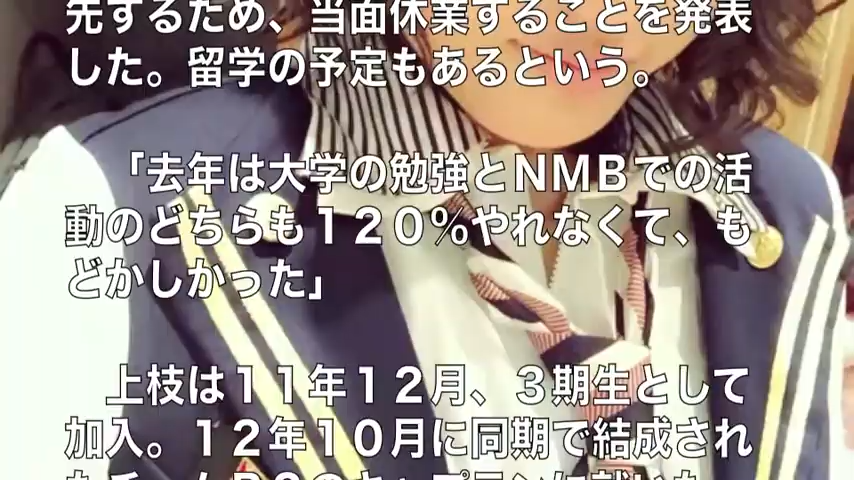 先するため、当面休業することを発表
した。留学の予定もあるという。
「去年は大学の勉強とＮＭＢでの活
動のどちらも１２０％やれなくて、も
どかしかった」
上枝は１１年１２月、３期生として
加入。１２年１０月に同期で結成され